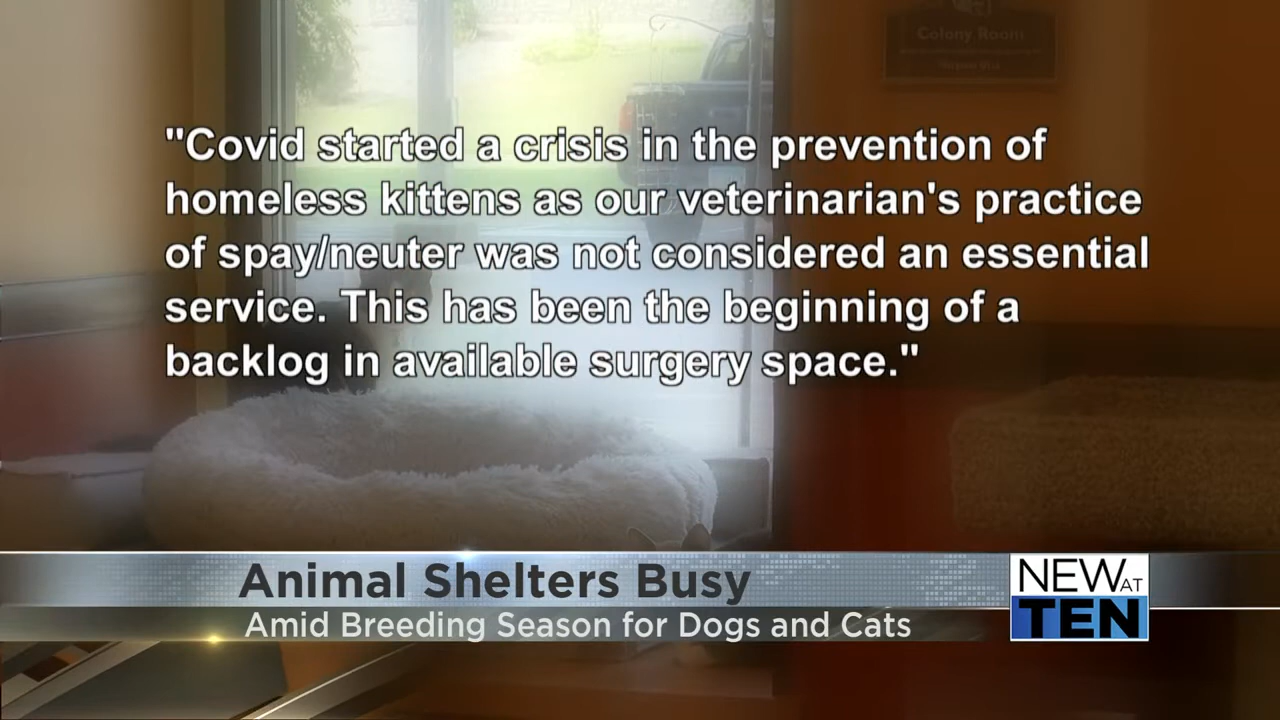 Colony Room
"Covid started a crisis in the prevention of
homeless kittens as our veterinarian's practice
of spay/neuter was not considered an essential
service. This has been the beginning of a
backlog in available surgery space."
Animal Shelters Busy
Amid Breeding Season for Dogs and Cats
NEW AT
TEN